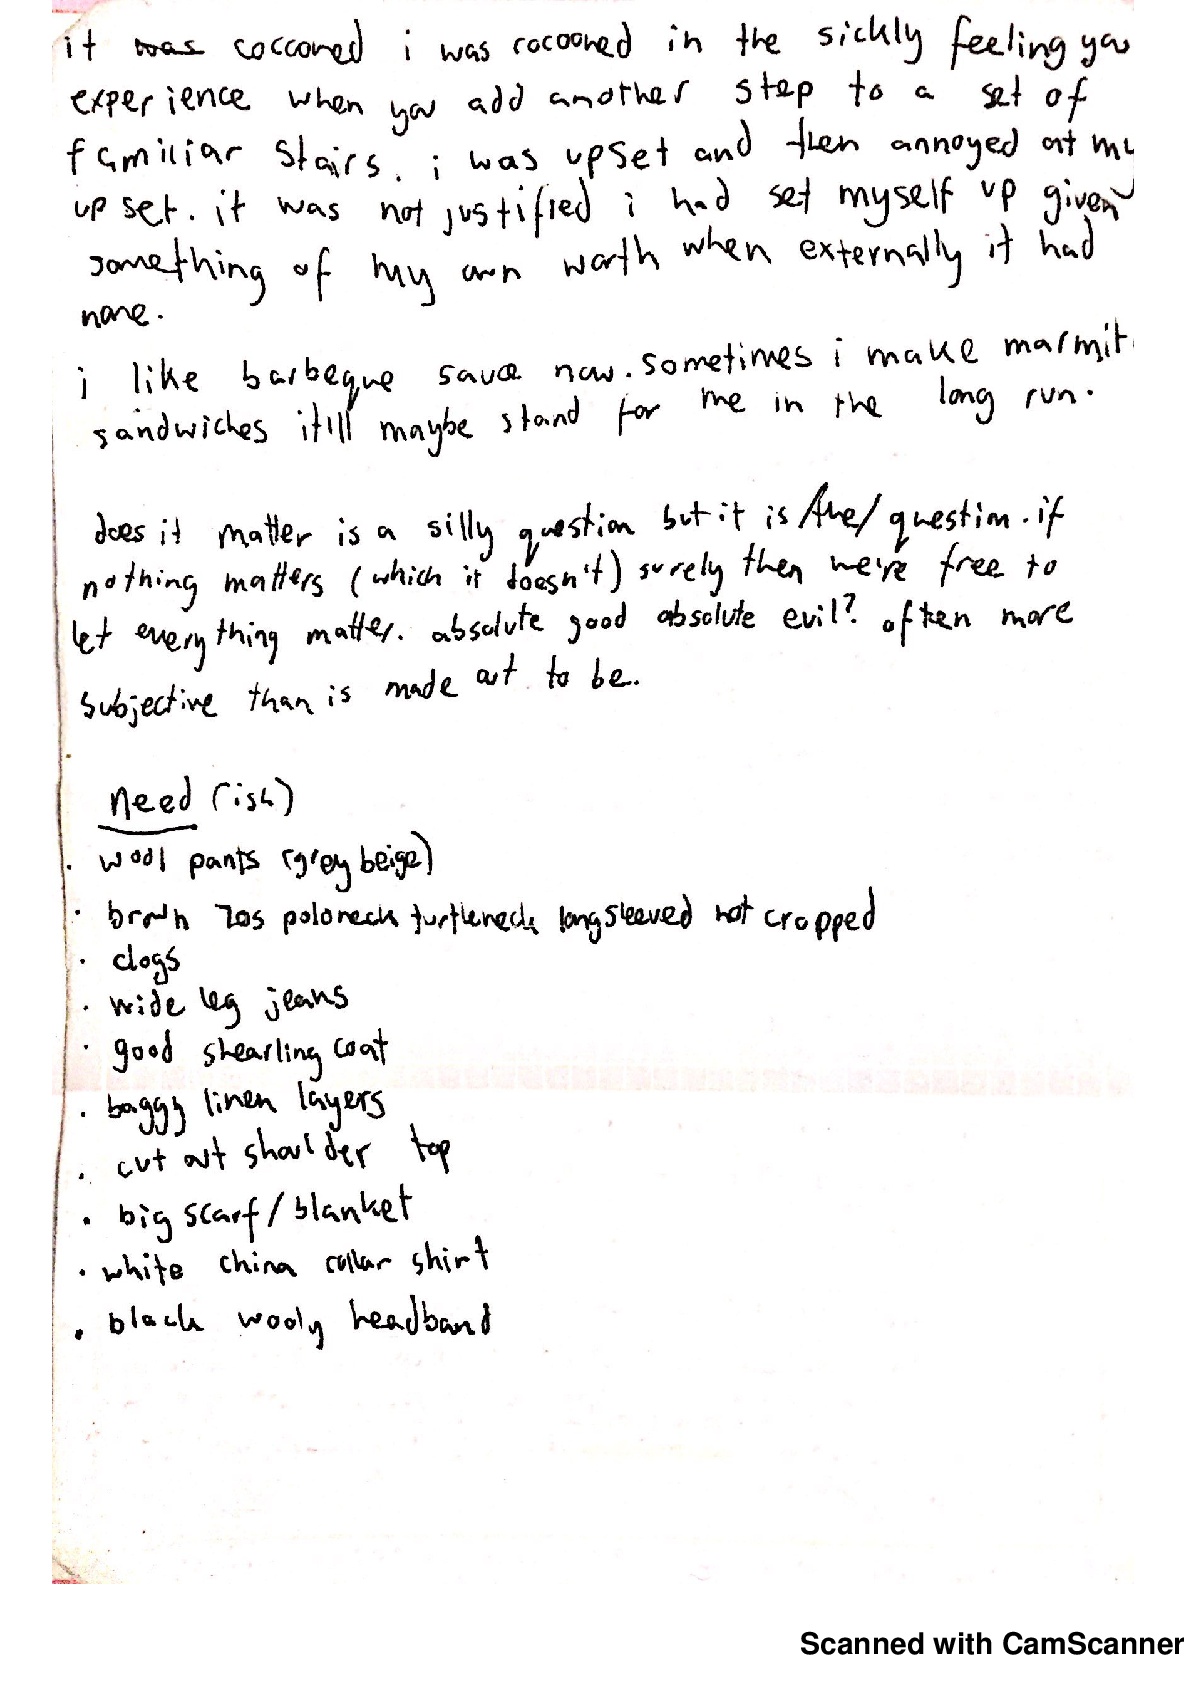 it was cocconed i was cocooned in the sickly feeling you
experience when you add another step to a set of
familiar stairs. i was upset and then annoyed at my
upset. it was not justified i had set myself up given
something of my own worth when externally it had
none.
i like barbeque sauce now. sometimes i make marmit
sandwiches itill maybe stand for me in the long run.
does it matter is a silly question but it is /the/ question. if
nothing matters (which it doesn't) surely then we're free to
let everything matter. absolute good absolute evil? often more
subjective than is made out to be.
need (ish)
• wool pants (grey beige)
• brown 70s poloneck turtleneck longsleeved not cropped
• clogs
• wide leg jeans
• good shearling coat
• baggy linen layers
• cut out shoulder top
• big scarf/blanket
• white china collar shirt
• black wooly headband
Scanned with CamScanner